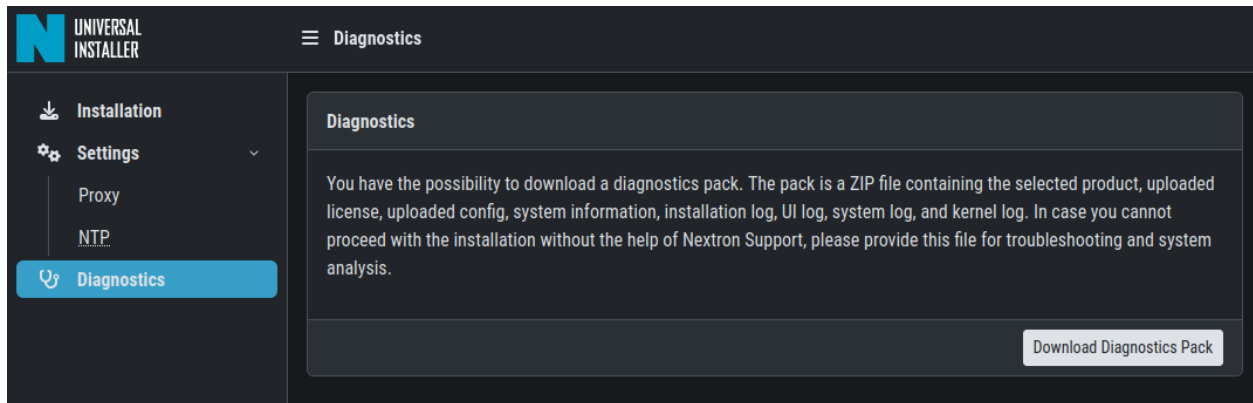 UNIVERSAL
INSTALLER
Diagnostics
Installation
Settings
Proxy
NTP
Diagnostics
Diagnostics
You have the possibility to download a diagnostics pack. The pack is a ZIP file containing the selected product, uploaded
license, uploaded config, system information, installation log, UI log, system log, and kernel log. In case you cannot
proceed with the installation without the help of Nextron Support, please provide this file for troubleshooting and system
analysis.
Download Diagnostics Pack